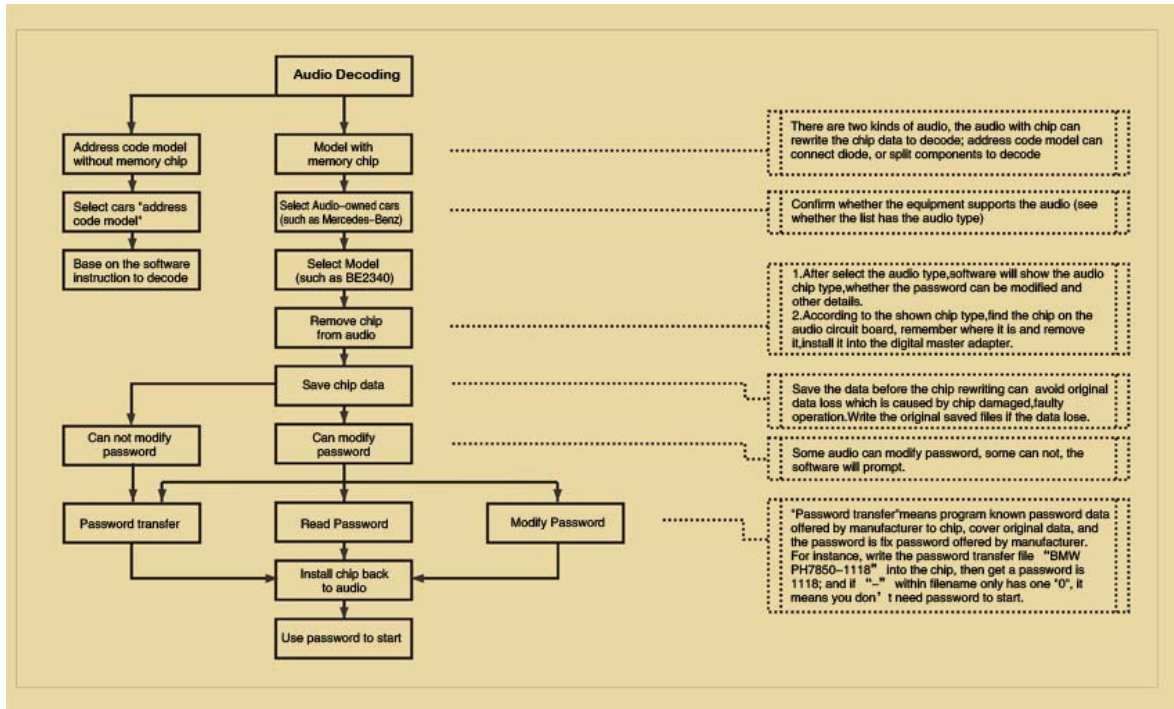 Audio Decoding
Address code model
without memory chip
Model with
memory chip
There are two kinds of audio, the audio with chip can
rewrite the chip data to decode; address code model can
connect diode, or split components to decode
Select cars "address
code model"
Select Audio-owned cars
(such as Mercedes-Benz)
Confirm whether the equipment supports the audio (see
whether the list has the audio type)
Base on the software
instruction to decode
Select Model
(such as BE2340)
1.After select the audio type,software will show the audio
chip type,whether the password can be modified and
other details.
2.According to the shown chip type,find the chip on the
audio circuit board, remember where it is and remove
it,install it into the digital master adapter.
Remove chip
from audio
Save chip data
Save the data before the chip rewriting can avoid original
data loss which is caused by chip damaged,faulty
operation.Write the original saved files if the data lose.
Can not modify
password
Can modify
password
Some audio can modify password, some can not, the
software will prompt.
Password transfer
Read Password
Modify Password
"Password transfer"means program known password data
offered by manufacturer to chip, cover original data, and
the password is fix password offered by manufacturer.
For instance, write the password transfer file “BMW
PH7850-1118” into the chip, then get a password is
1118; and if “-” within filename only has one "0", it
means you don’t need password to start.
Install chip back
to audio
Use password to start